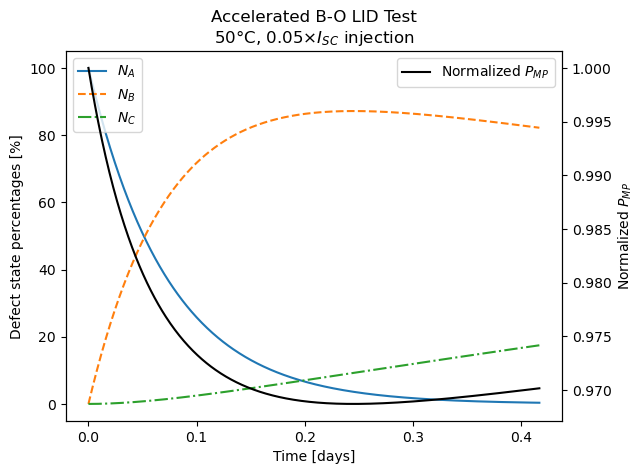 Accelerated B-O LID Test
50°C, 0.05×I_SC injection
N_A
N_B
N_C
Normalized P_MP
Defect state percentages [%]
100
80
60
40
20
0
1.000
0.995
0.990
0.985
0.980
0.975
0.970
Normalized P_MP
0.0
0.1
0.2
0.3
0.4
Time [days]